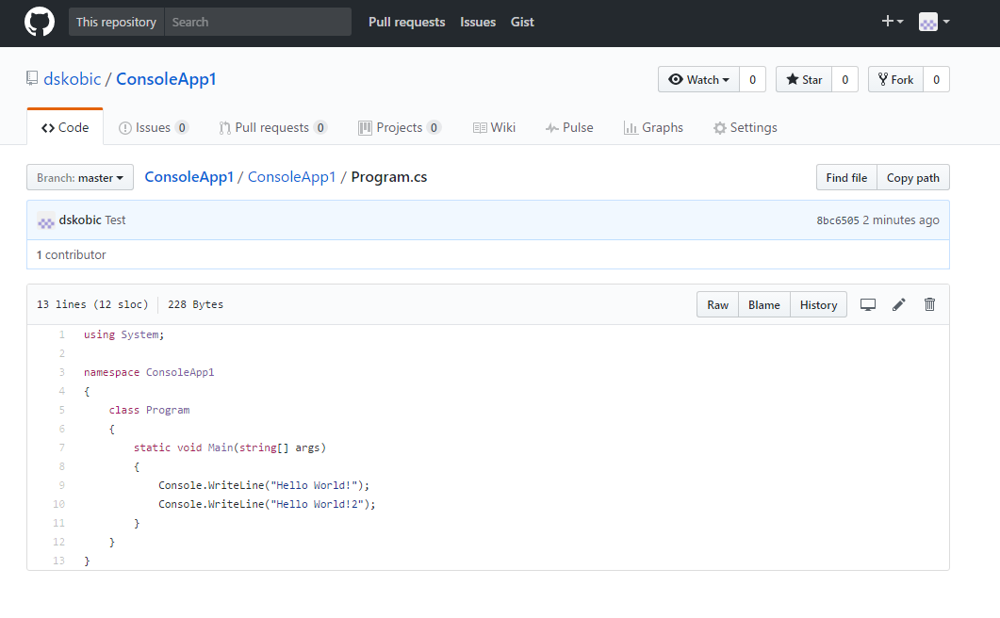 This repository Search Pull requests Issues Gist
dskobic / ConsoleApp1 Watch 0 Star 0 Fork 0
Code Issues 0 Pull requests 0 Projects 0 Wiki Pulse Graphs Settings
Branch: master ConsoleApp1 / ConsoleApp1 / Program.cs Find file Copy path
dskobic Test 8bc6505 2 minutes ago
1 contributor
13 lines (12 sloc) 228 Bytes Raw Blame History
1 using System;
2
3 namespace ConsoleApp1
4 {
5 class Program
6 {
7 static void Main(string[] args)
8 {
9 Console.WriteLine("Hello World!");
10 Console.WriteLine("Hello World!2");
11 }
12 }
13 }